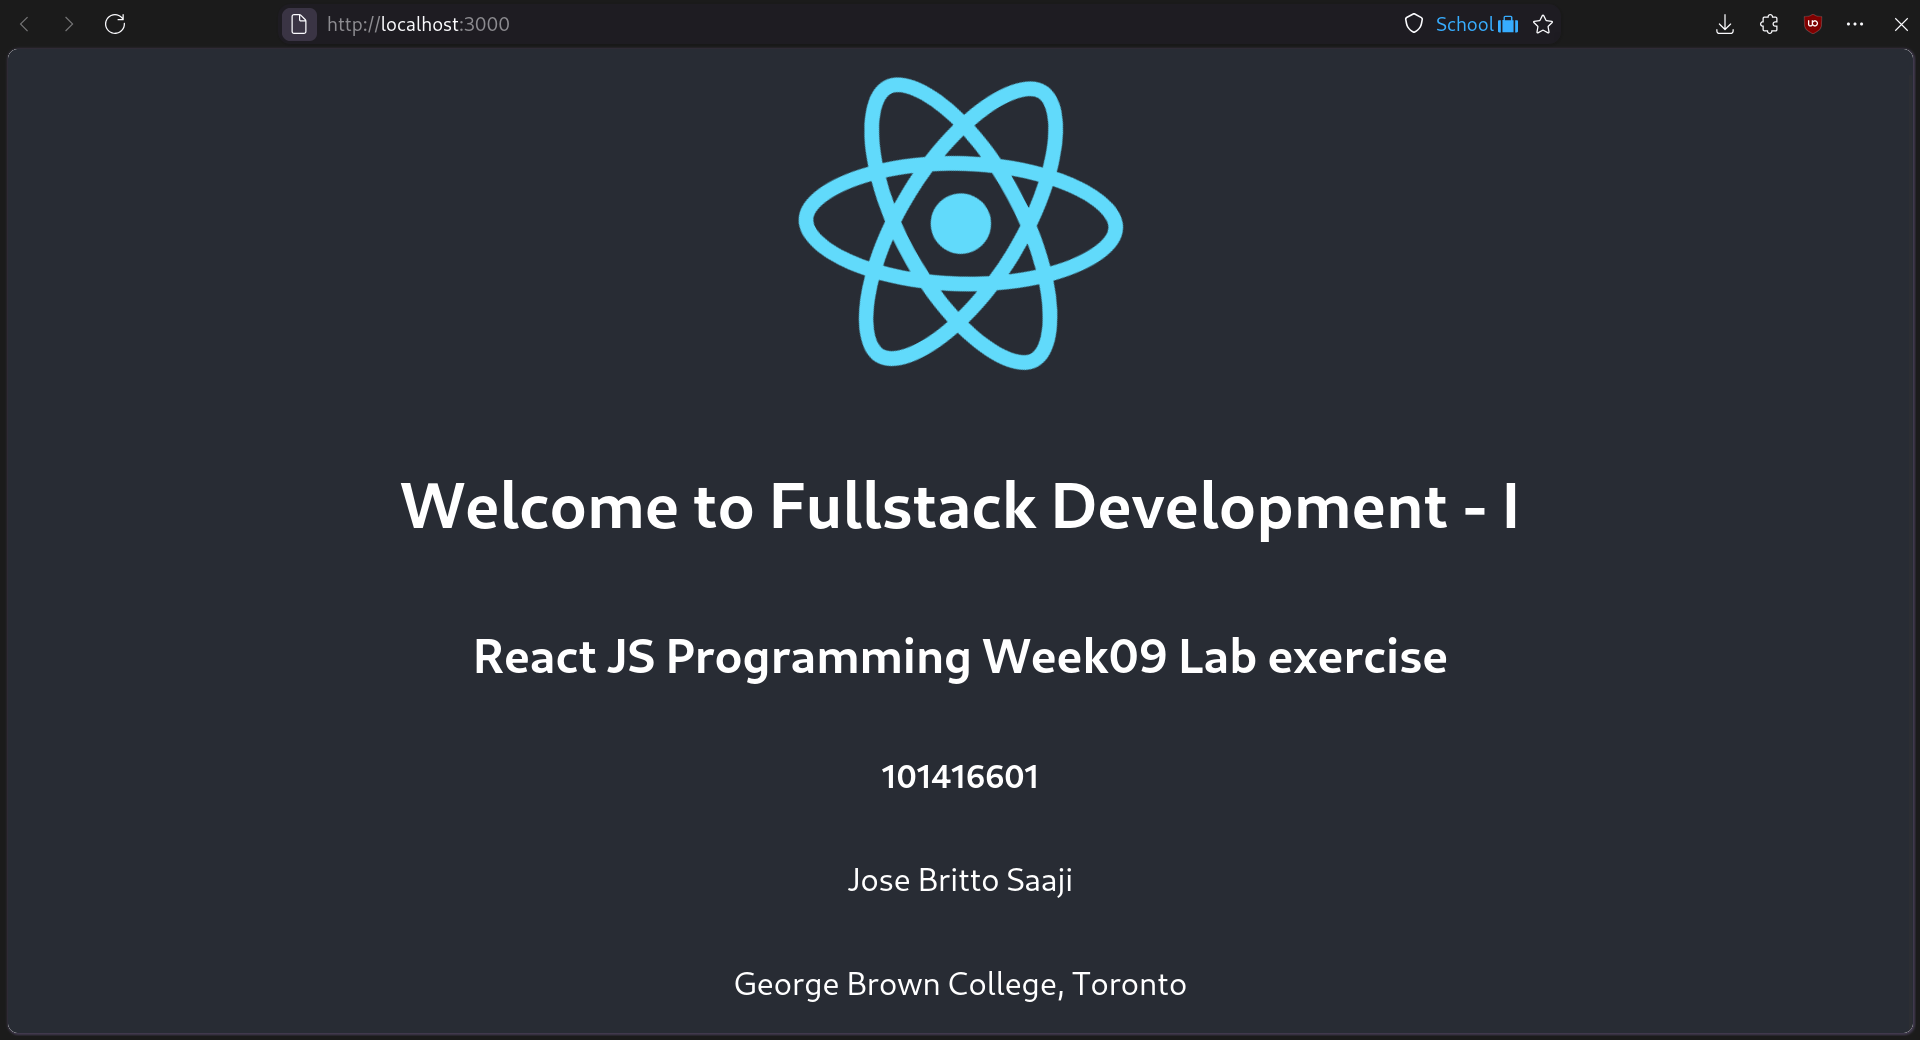 http://localhost:3000
School
Welcome to Fullstack Development - I
React JS Programming Week09 Lab exercise
101416601
Jose Britto Saaji
George Brown College, Toronto